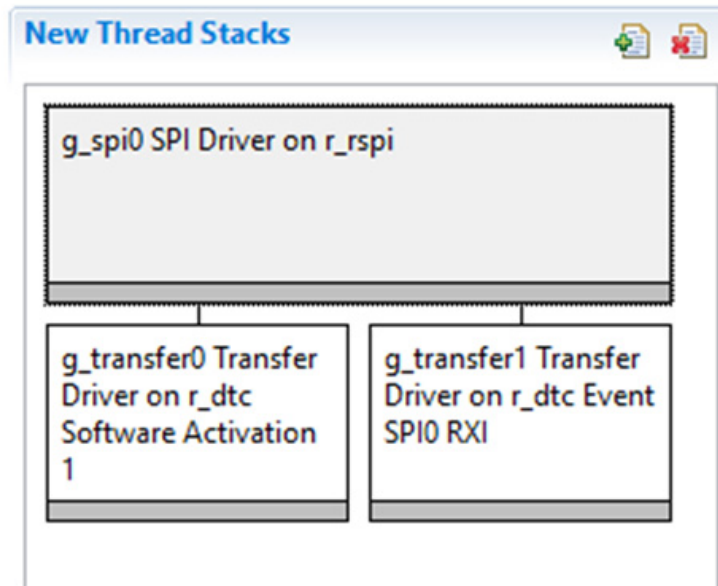 New Thread Stacks
g_spi0 SPI Driver on r_rspi
g_transfer0 Transfer
Driver on r_dtc
Software Activation
1
g_transfer1 Transfer
Driver on r_dtc Event
SPI0 RXI